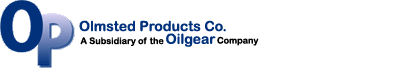 OP Olmsted Products Co.
A Subsidiary of the Oilgear Company